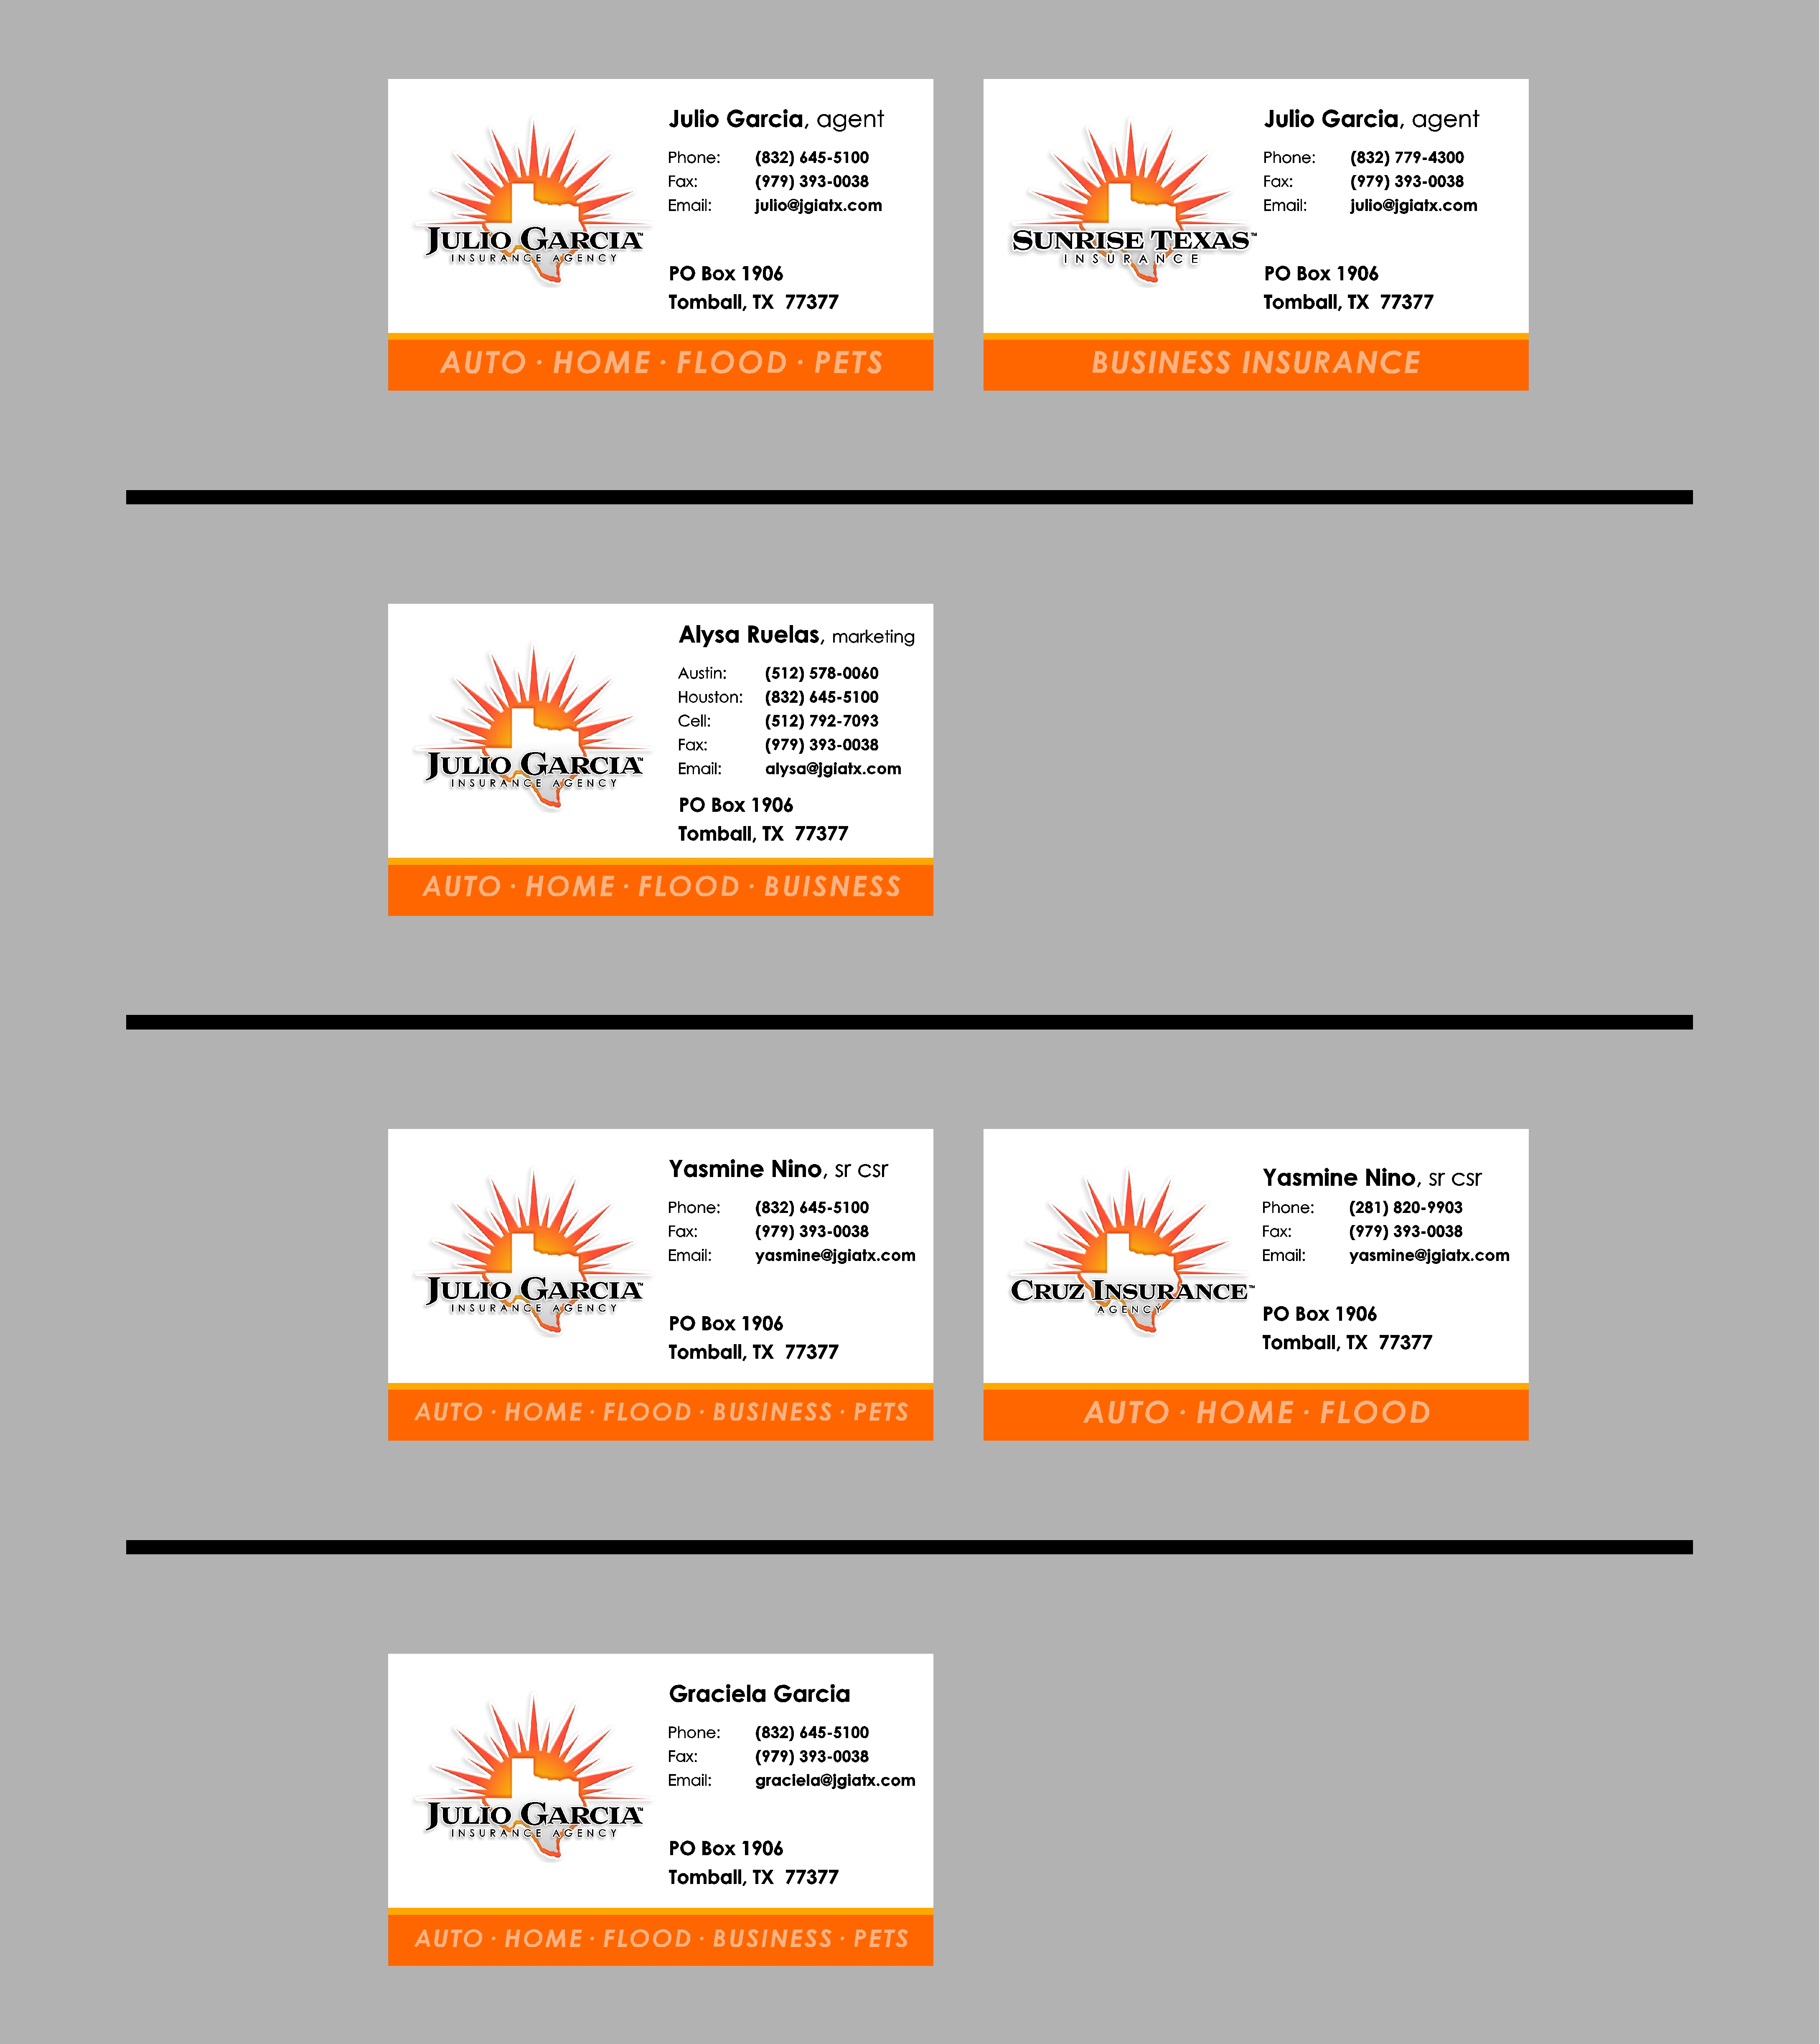 Julio Garcia, agent
Phone: (832) 645-5100
Fax: (979) 393-0038
Email: julio@jgiatx.com
JULIO GARCIA™
INSURANCE AGENCY
PO Box 1906
Tomball, TX 77377
AUTO · HOME · FLOOD · PETS
Julio Garcia, agent
Phone: (832) 779-4300
Fax: (979) 393-0038
Email: julio@jgiatx.com
SUNRISE TEXAS™
INSURANCE
PO Box 1906
Tomball, TX 77377
BUSINESS INSURANCE
Alysa Ruelas, marketing
Austin: (512) 578-0060
Houston: (832) 645-5100
Cell: (512) 792-7093
Fax: (979) 393-0038
Email: alysa@jgiatx.com
JULIO GARCIA™
INSURANCE AGENCY
PO Box 1906
Tomball, TX 77377
AUTO · HOME · FLOOD · BUISNESS
Yasmine Nino, sr csr
Phone: (832) 645-5100
Fax: (979) 393-0038
Email: yasmine@jgiatx.com
JULIO GARCIA™
INSURANCE AGENCY
PO Box 1906
Tomball, TX 77377
AUTO · HOME · FLOOD · BUSINESS · PETS
Yasmine Nino, sr csr
Phone: (281) 820-9903
Fax: (979) 393-0038
Email: yasmine@jgiatx.com
CRUZ INSURANCE™
AGENCY
PO Box 1906
Tomball, TX 77377
AUTO · HOME · FLOOD
Graciela Garcia
Phone: (832) 645-5100
Fax: (979) 393-0038
Email: graciela@jgiatx.com
JULIO GARCIA™
INSURANCE AGENCY
PO Box 1906
Tomball, TX 77377
AUTO · HOME · FLOOD · BUSINESS · PETS